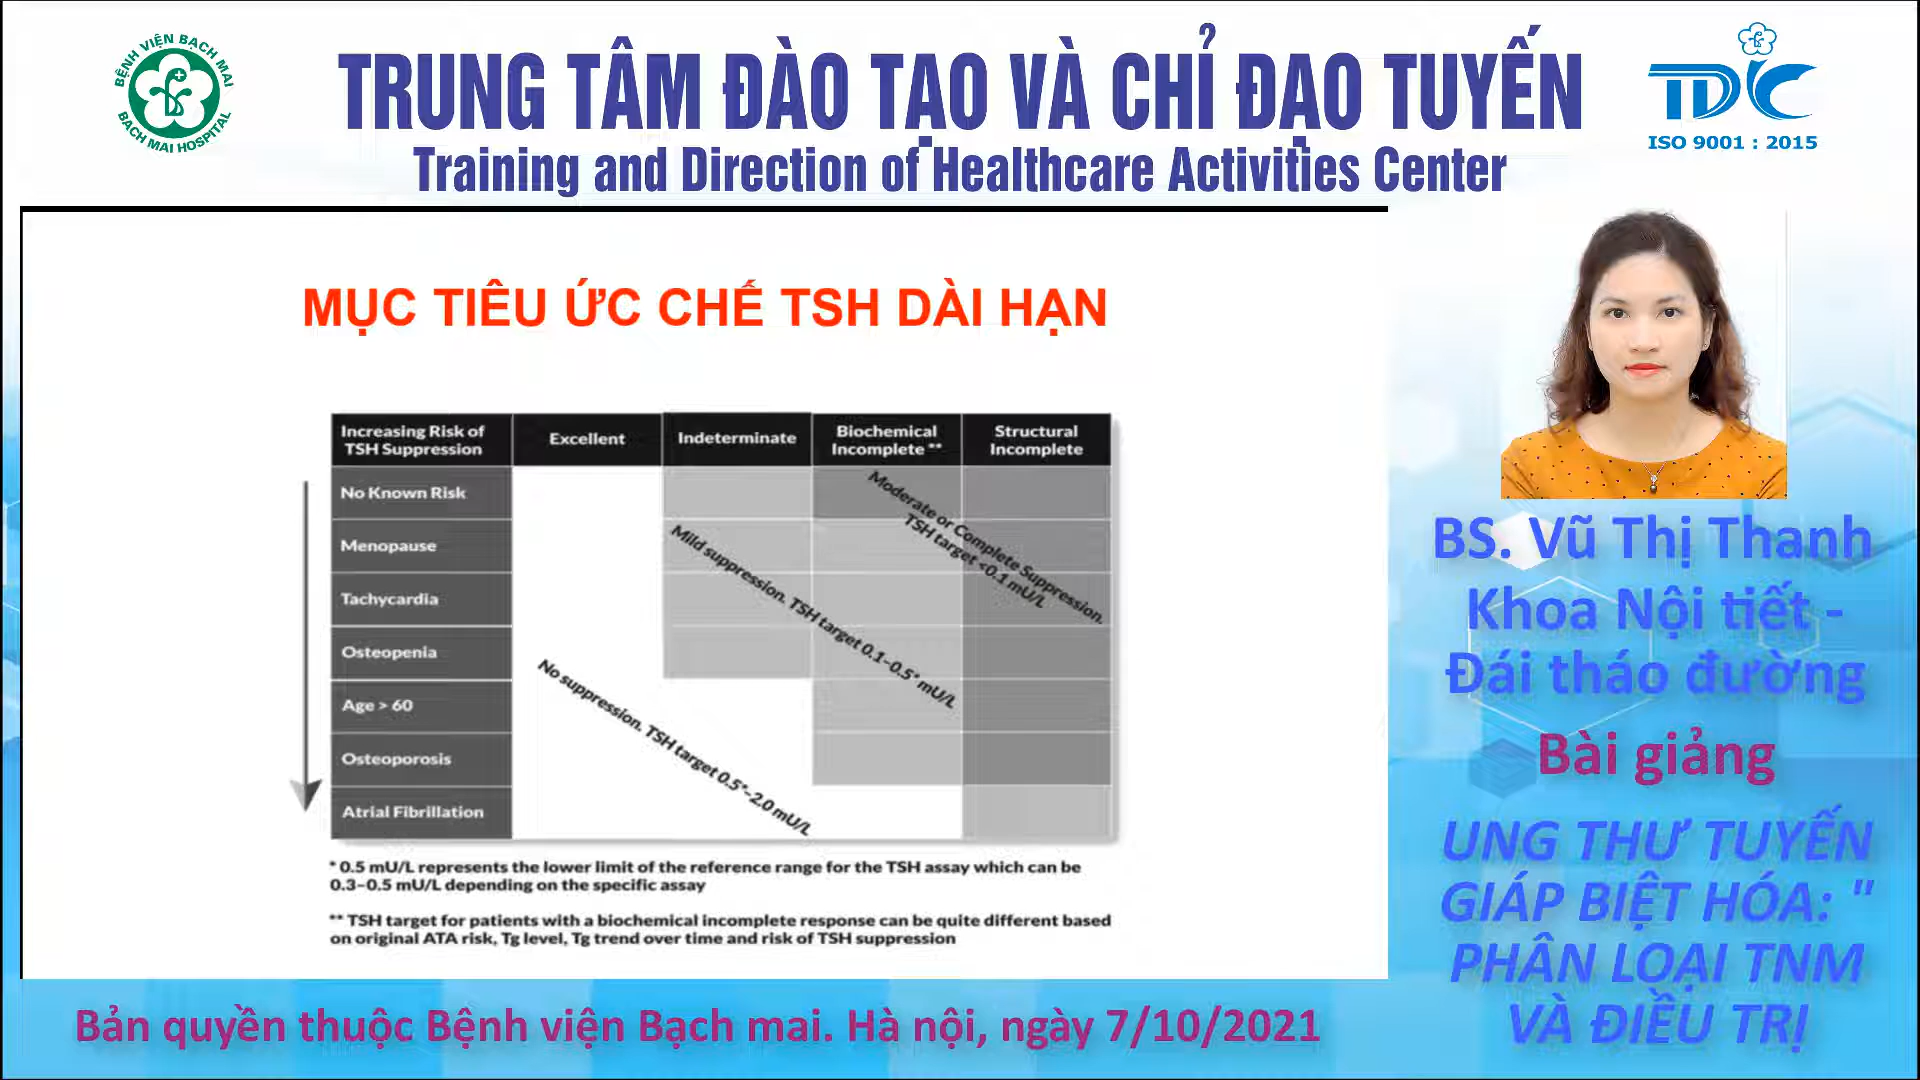 BỆNH VIỆN BẠCH MAI
BACH MAI HOSPITAL
TRUNG TÂM ĐÀO TẠO VÀ CHỈ ĐẠO TUYẾN
Training and Direction of Healthcare Activities Center
TDC
ISO 9001 : 2015
MỤC TIÊU ỨC CHẾ TSH DÀI HẠN
Increasing Risk of TSH Suppression
Excellent
Indeterminate
Biochemical Incomplete **
Structural Incomplete
No Known Risk
Menopause
Tachycardia
Osteopenia
Age > 60
Osteoporosis
Atrial Fibrillation
Moderate or Complete Suppression.
TSH target <0.1 mU/L
Mild suppression. TSH target 0.1–0.5* mU/L
No suppression. TSH target 0.5*–2.0 mU/L
* 0.5 mU/L represents the lower limit of the reference range for the TSH assay which can be
0.3–0.5 mU/L depending on the specific assay
** TSH target for patients with a biochemical incomplete response can be quite different based
on original ATA risk, Tg level, Tg trend over time and risk of TSH suppression
BS. Vũ Thị Thanh
Khoa Nội tiết -
Đái tháo đường
Bài giảng
UNG THƯ TUYẾN
GIÁP BIỆT HÓA: "
PHÂN LOẠI TNM
VÀ ĐIỀU TRỊ
Bản quyền thuộc Bệnh viện Bạch mai. Hà nội, ngày 7/10/2021